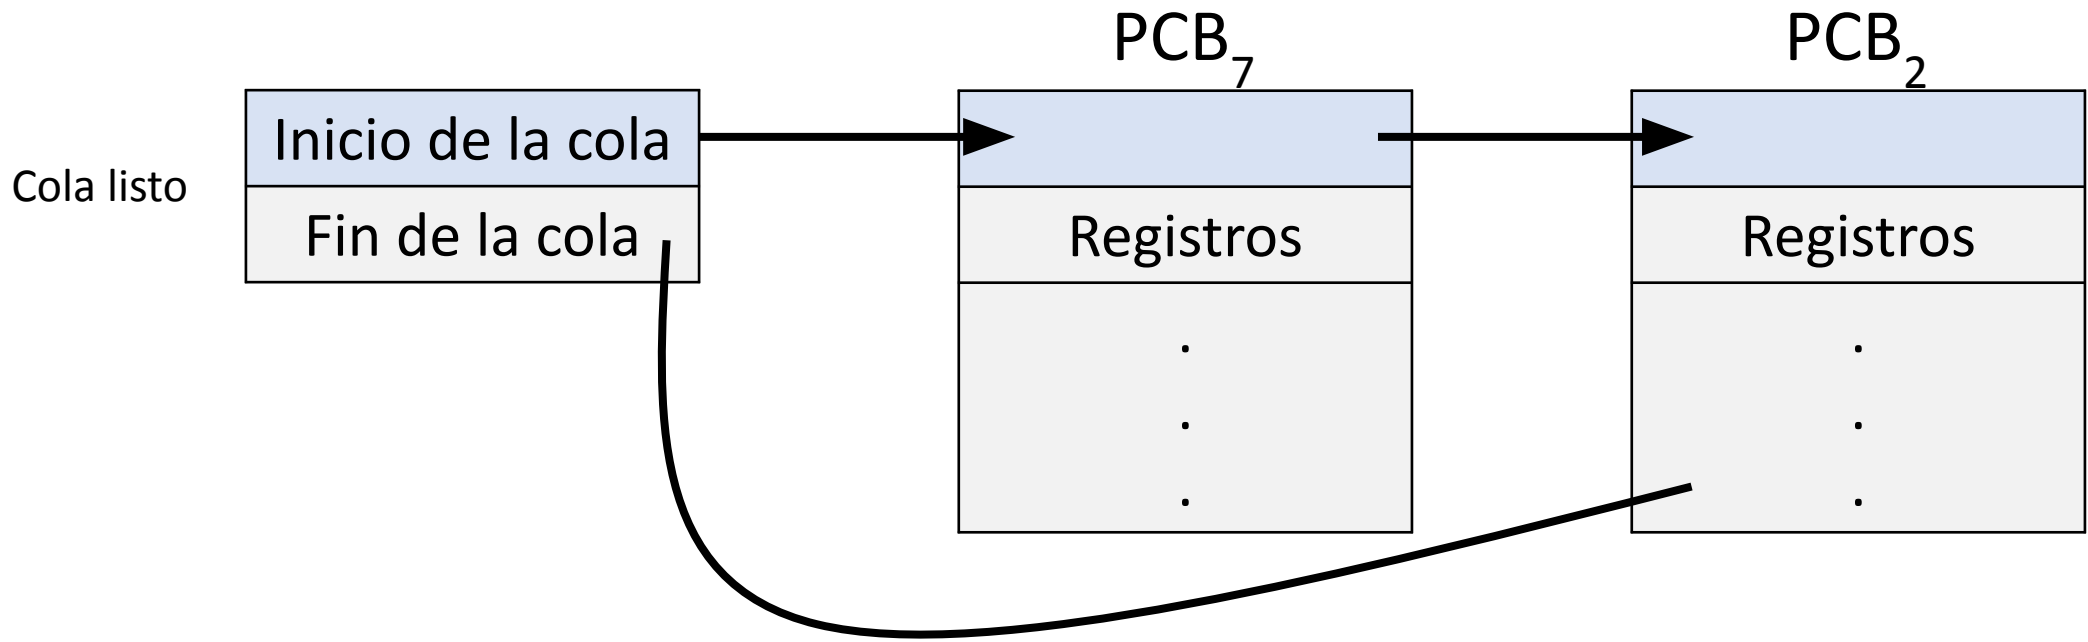 PCB7
PCB2
Inicio de la cola
Cola listo
Fin de la cola
Registros
Registros
.
.
.
.
.
.